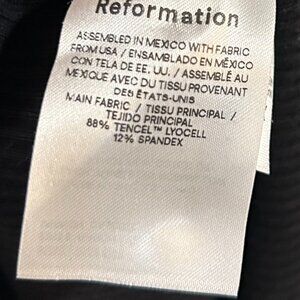 Reformation
ASSEMBLED IN MEXICO WITH FABRIC
FROM USA / ENSAMBLADO EN MÉXICO
CON TELA DE EE. UU. / ASSEMBLÉ AU
MEXIQUE AVEC DU TISSU PROVENANT
DES ÉTATS-UNIS
MAIN FABRIC / TISSU PRINCIPAL /
TEJIDO PRINCIPAL
88% TENCEL™ LYOCELL
12% SPANDEX